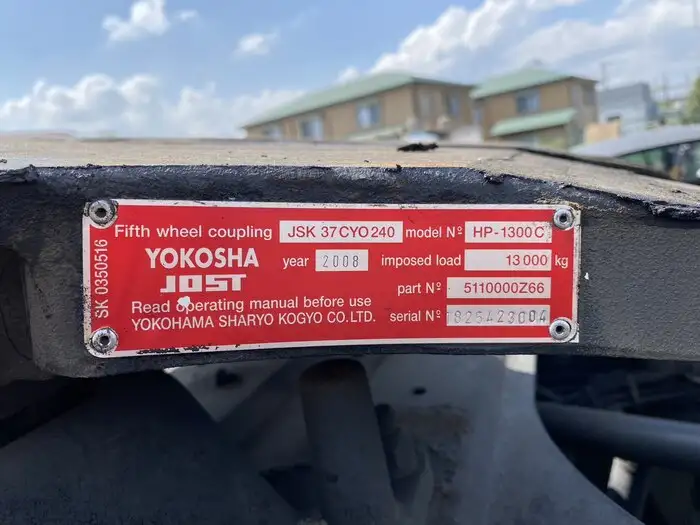 SK 0350516
Fifth wheel coupling JSK 37CYO240 model Nº HP-1300C
YOKOSHA year 2008 imposed load 13000 kg
JOST part Nº 5110000Z66
Read operating manual before use
YOKOHAMA SHARYO KOGYO CO.LTD. serial Nº 1825423004